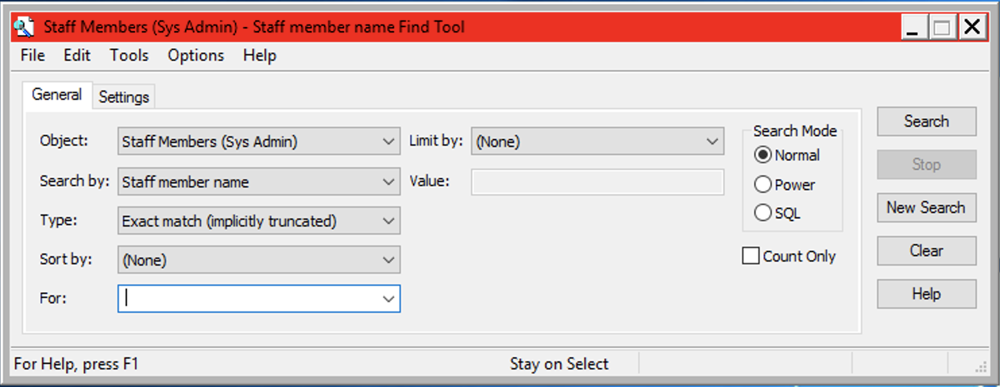 Staff Members (Sys Admin) - Staff member name Find Tool
File Edit Tools Options Help
General Settings
Object: Staff Members (Sys Admin) Limit by: (None)
Search by: Staff member name Value:
Type: Exact match (implicitly truncated)
Sort by: (None)
For:
Search Mode
Normal
Power
SQL
Count Only
Search
Stop
New Search
Clear
Help
For Help, press F1 Stay on Select